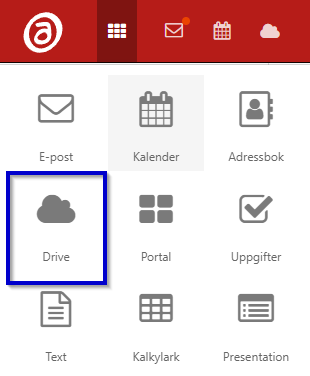 a
E-post Kalender Adressbok
Drive Portal Uppgifter
Text Kalkylark Presentation